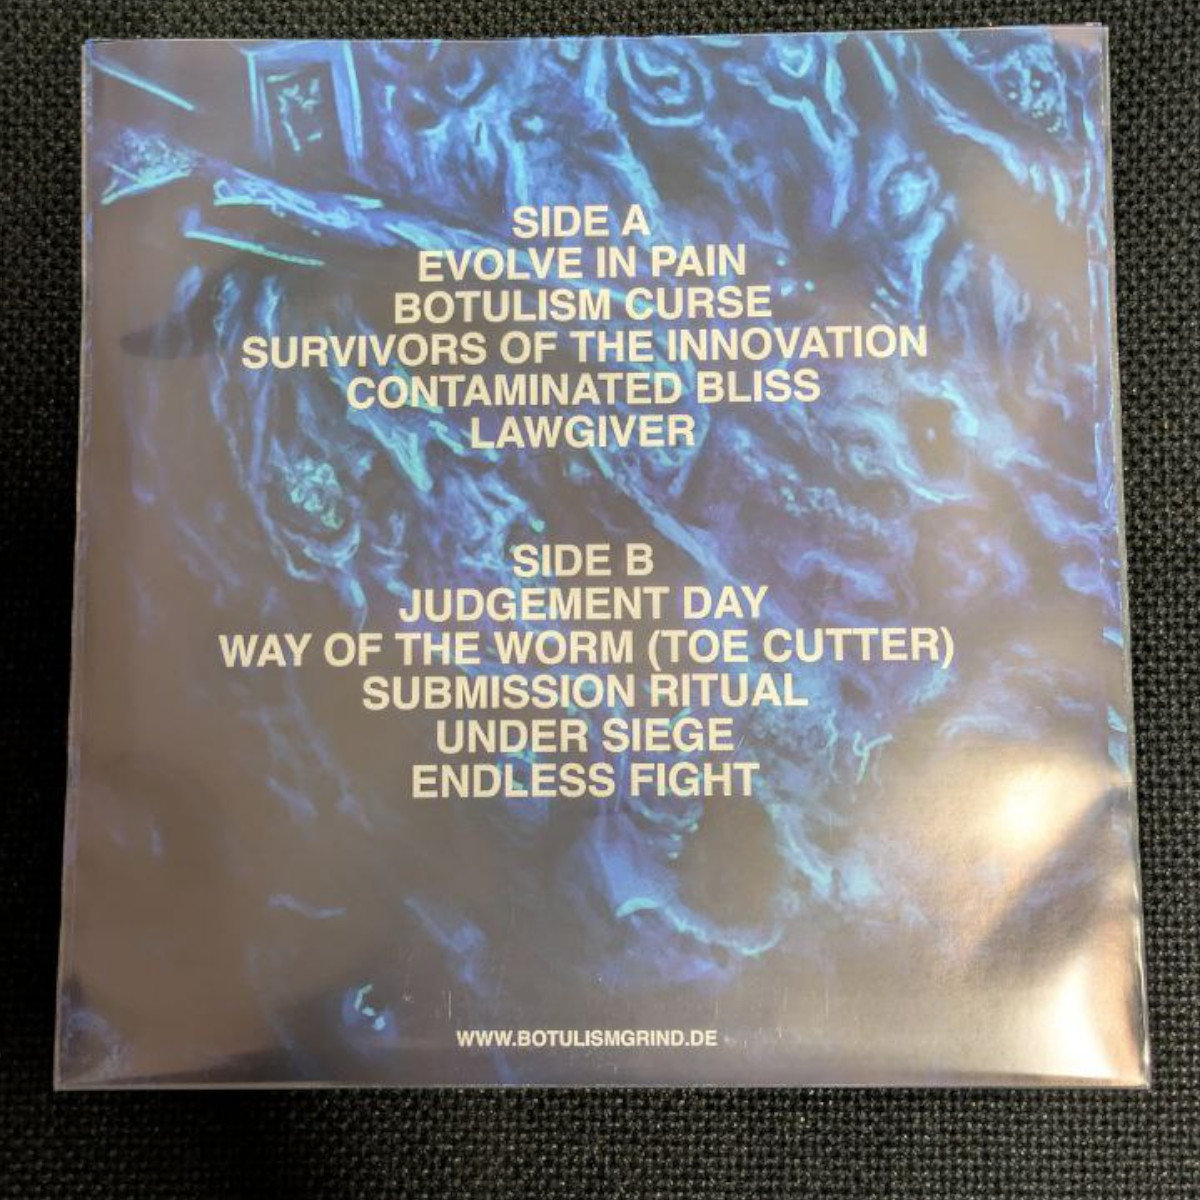 SIDE A
EVOLVE IN PAIN
BOTULISM CURSE
SURVIVORS OF THE INNOVATION
CONTAMINATED BLISS
LAWGIVER
SIDE B
JUDGEMENT DAY
WAY OF THE WORM (TOE CUTTER)
SUBMISSION RITUAL
UNDER SIEGE
ENDLESS FIGHT
WWW.BOTULISMGRIND.DE